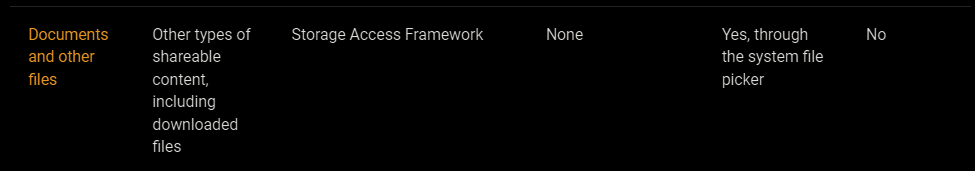 Documents
and other
files
Other types of
shareable
content,
including
downloaded
files
Storage Access Framework
None
Yes, through
the system file
picker
No